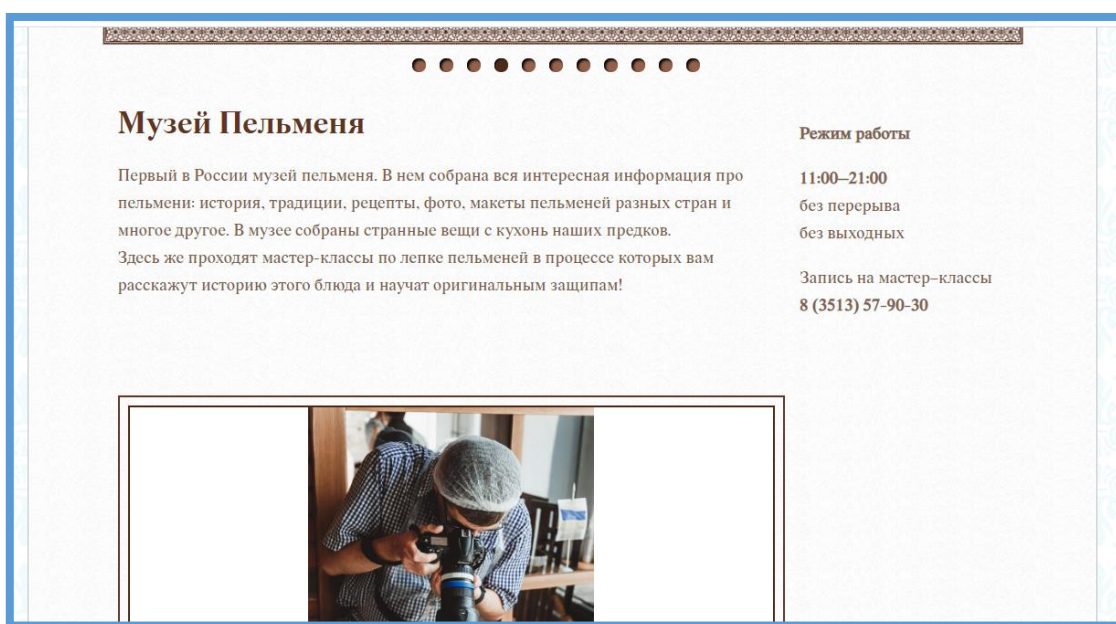 Музей Пельменя
Первый в России музей пельменя. В нем собрана вся интересная информация про
пельмени: история, традиции, рецепты, фото, макеты пельменей разных стран и
многое другое. В музее собраны странные вещи с кухонь наших предков.
Здесь же проходят мастер-классы по лепке пельменей в процессе которых вам
расскажут историю этого блюда и научат оригинальным защипам!
Режим работы
11:00–21:00
без перерыва
без выходных
Запись на мастер-классы
8 (3513) 57-90-30